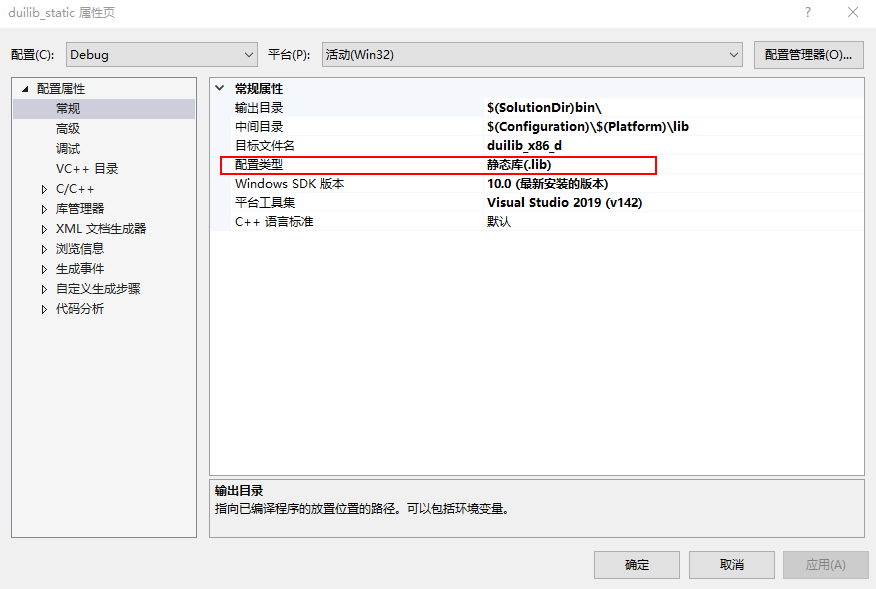 duilib_static 属性页
配置(C): Debug 平台(P): 活动(Win32) 配置管理器(O)...
配置属性
常规
高级
调试
VC++ 目录
C/C++
库管理器
XML 文档生成器
浏览信息
生成事件
自定义生成步骤
代码分析
常规属性
输出目录 $(SolutionDir)bin\
中间目录 $(Configuration)\$(Platform)\lib
目标文件名 duilib_x86_d
配置类型 静态库(.lib)
Windows SDK 版本 10.0 (最新安装的版本)
平台工具集 Visual Studio 2019 (v142)
C++ 语言标准 默认
输出目录
指向已编译程序的放置位置的路径。可以包括环境变量。
确定 取消 应用(A)